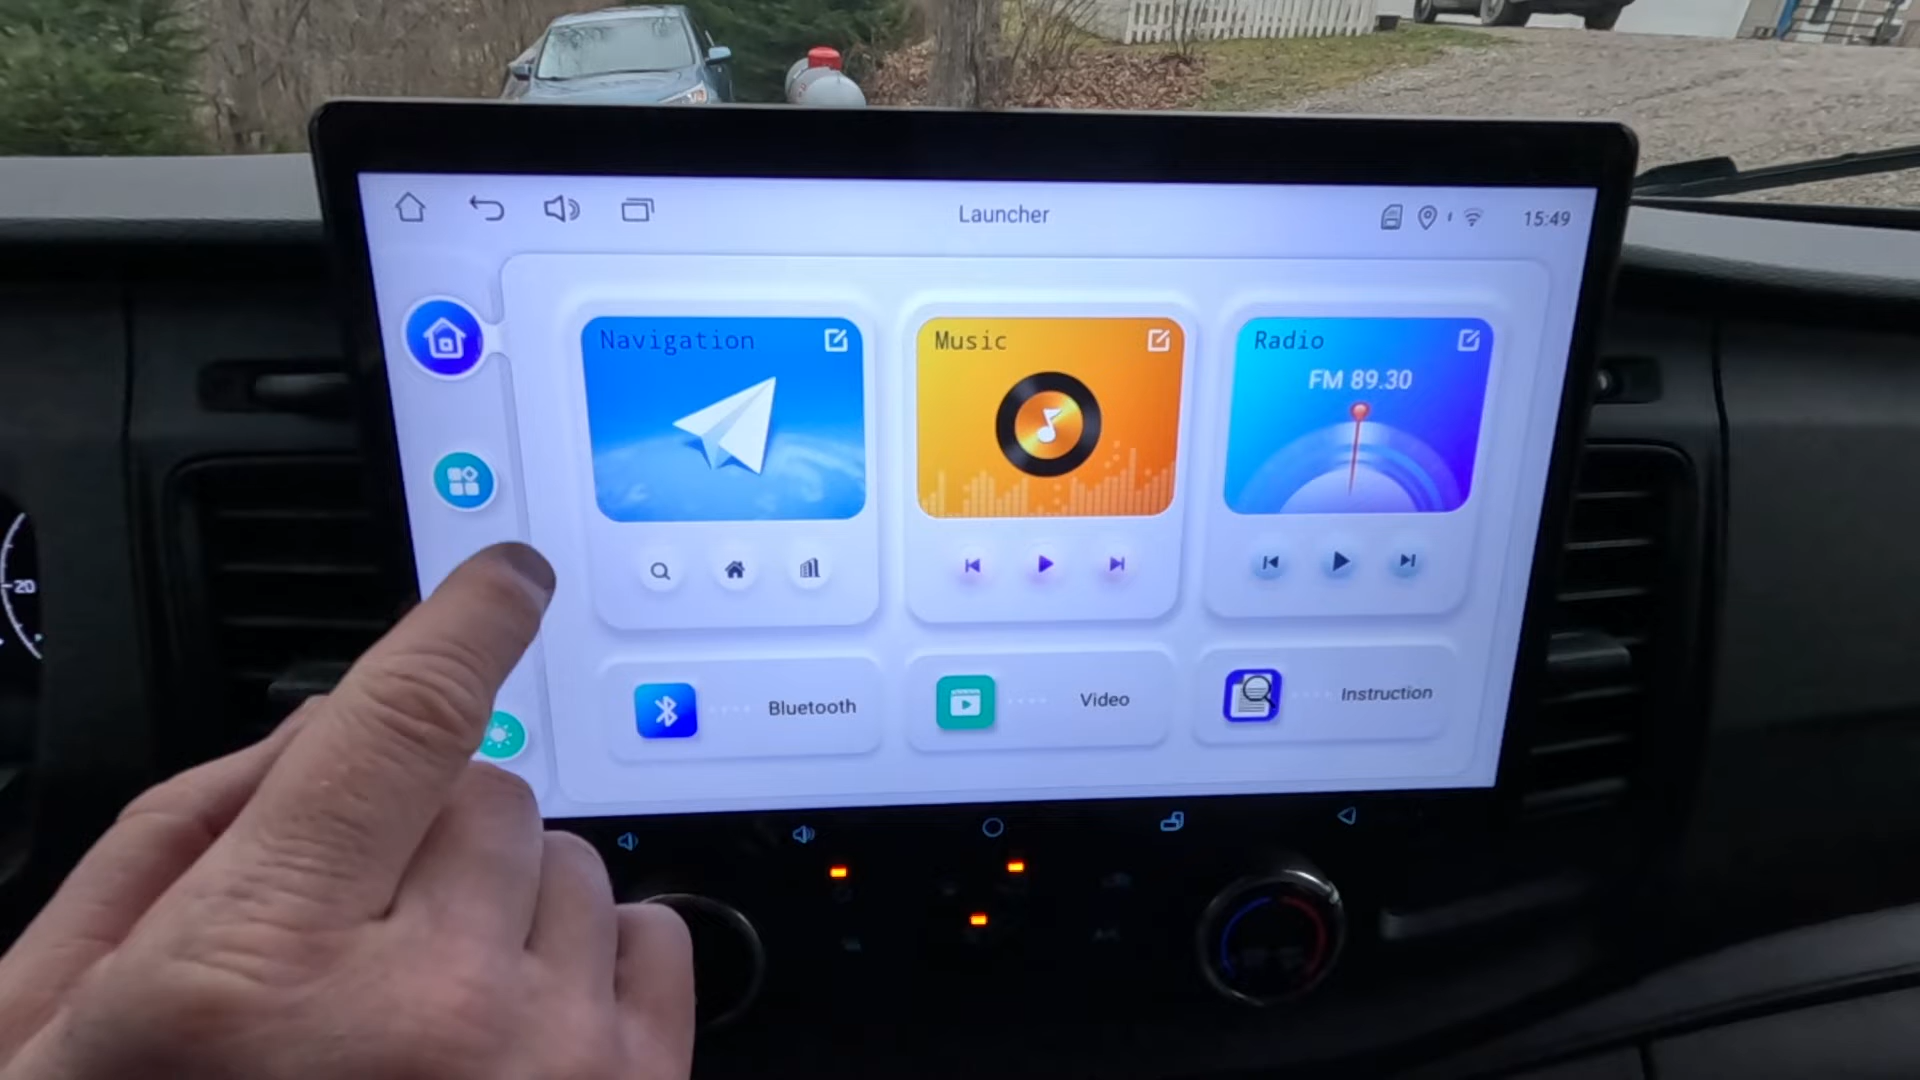 Launcher
15:49
Navigation
Music
Radio
FM 89.30
20
Bluetooth
Video
Instruction